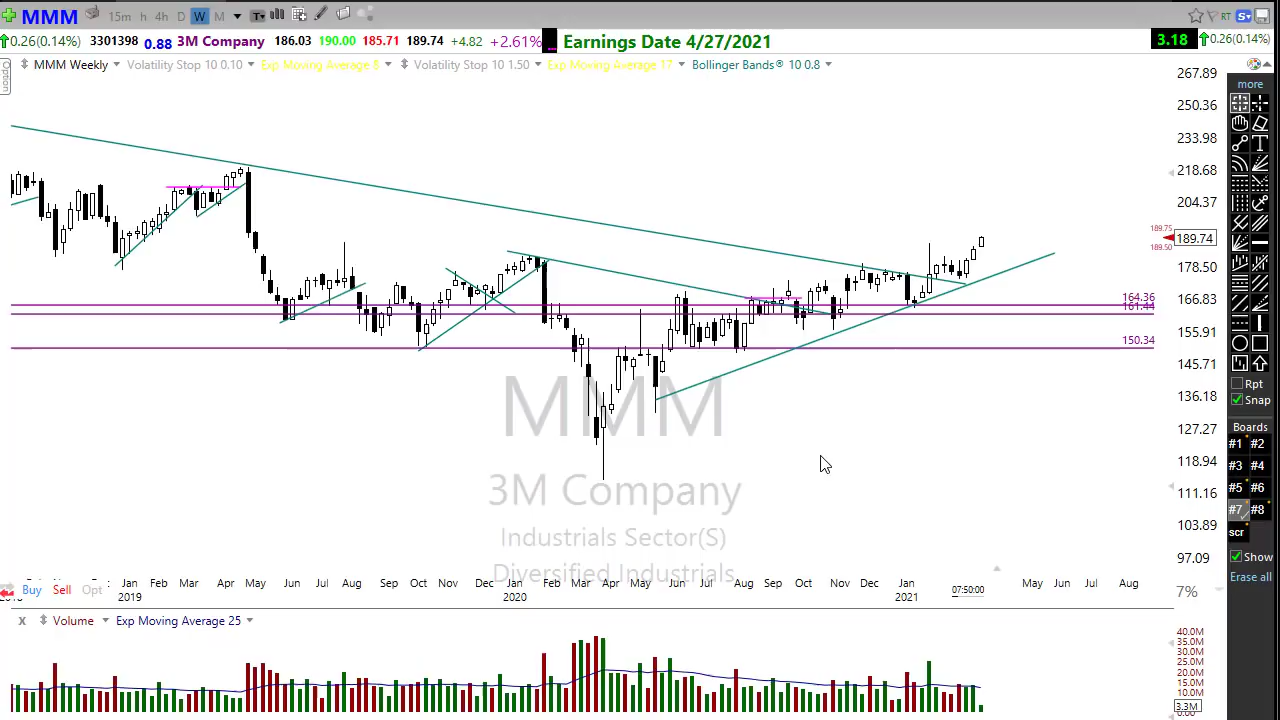 MMM 15m h 4h D W M T RT S
0.26(0.14%) 3301398 0.88 3M Company 186.03 190.00 185.71 189.74 +4.82 +2.61% Earnings Date 4/27/2021 3.18 0.26(0.14%)
MMM Weekly Volatility Stop 10 0.10 Exp Moving Average 8 Volatility Stop 10 1.50 Exp Moving Average 17 Bollinger Bands® 10 0.8
Option
267.89
more
250.36
233.98
218.68
204.37
189.75
189.74
189.50
178.50
164.36
166.83
161.44
155.91
150.34
145.71
MMM
136.18
127.27
118.94
3M Company
111.16
103.89
Industrials Sector(S)
97.09
Diversified Industrials
Rpt
Snap
Boards
#1 #2
#3 #4
#5 #6
#7 #8
scr
Show
Erase all
Jan Feb Mar Apr May Jun Jul Aug Sep Oct Nov Dec Jan Feb Mar Apr May Jun Jul Aug Sep Oct Nov Dec Jan May Jun Jul Aug
Buy Sell Opt 2019 2020 2021 07:50:00 7%
X Volume Exp Moving Average 25
40.0M
35.0M
30.0M
25.0M
20.0M
15.0M
10.0M
3.3M